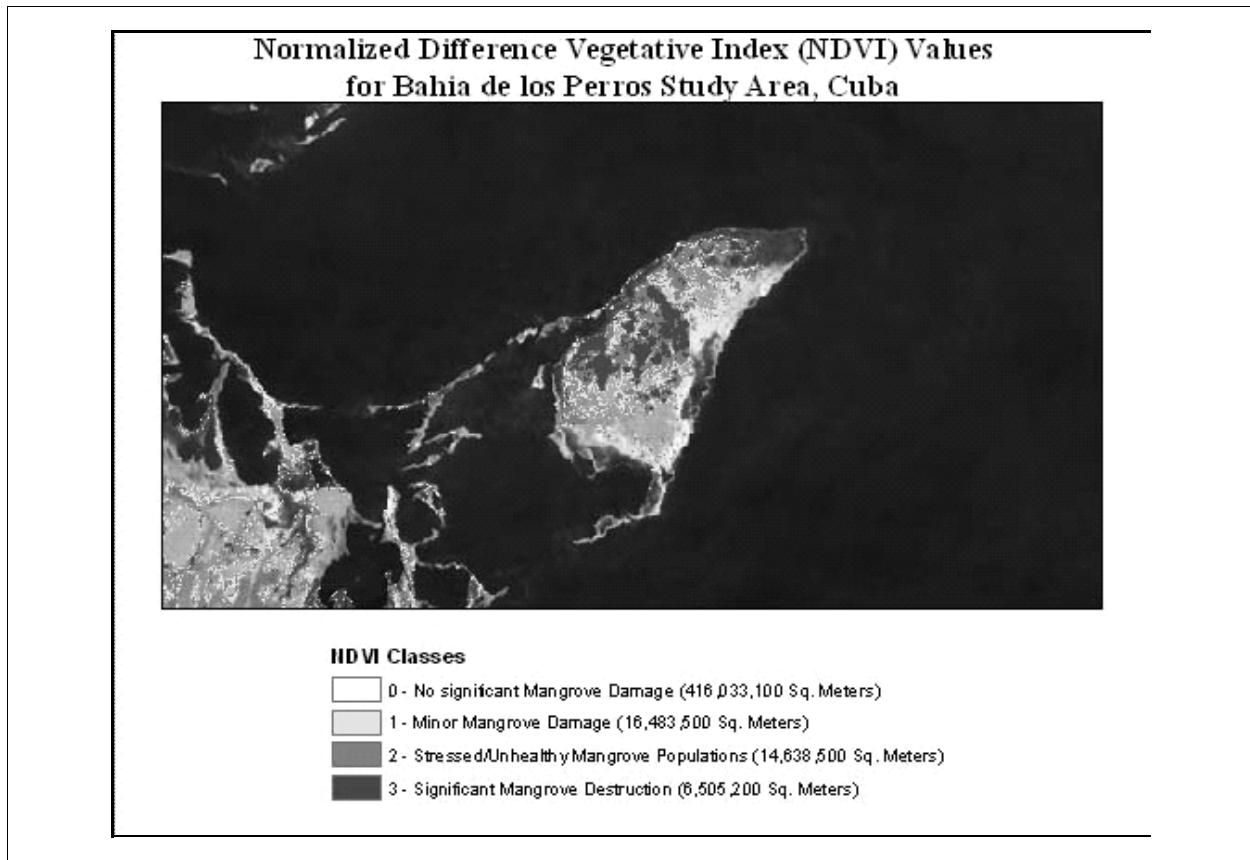 Normalized Difference Vegetative Index (NDVI) Values
for Bahia de los Perros Study Area, Cuba
NDVI Classes
0 - No significant Mangrove Damage (416,033,100 Sq. Meters)
1 - Minor Mangrove Damage (16,483,500 Sq. Meters)
2 - Stressed/Unhealthy Mangrove Populations (14,638,500 Sq. Meters)
3 - Significant Mangrove Destruction (6,505,200 Sq. Meters)